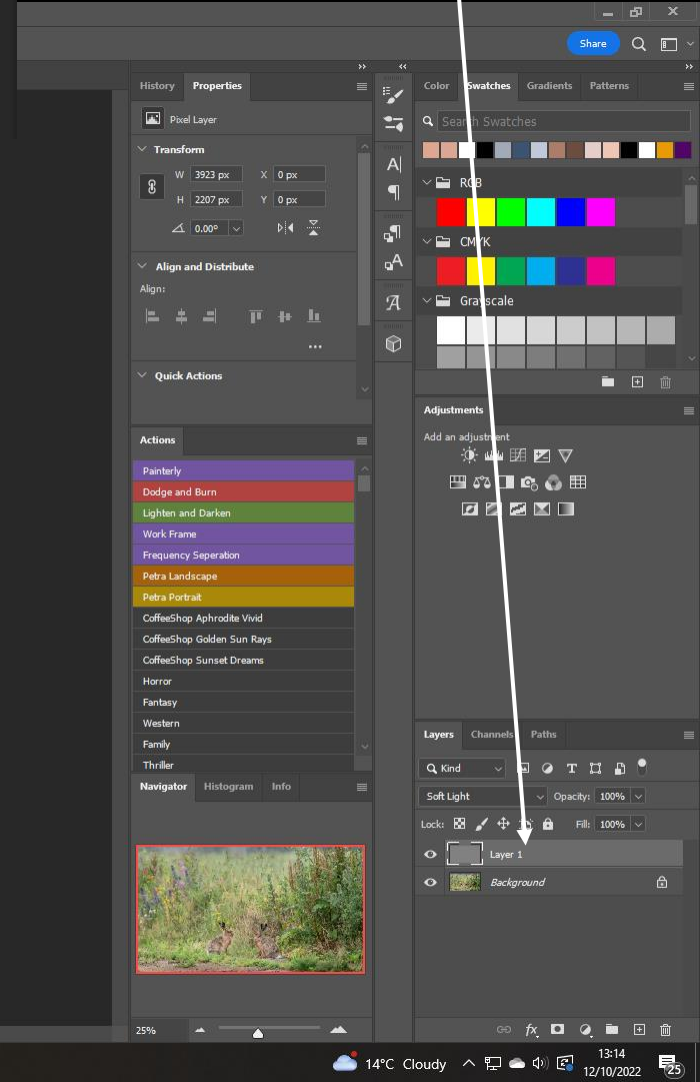 Share
History Properties
Pixel Layer
Transform
W 3923 px X 0 px
H 2207 px Y 0 px
0.00°
Align and Distribute
Align:
Quick Actions
Actions
Painterly
Dodge and Burn
Lighten and Darken
Work Frame
Frequency Seperation
Petra Landscape
Petra Portrait
CoffeeShop Aphrodite Vivid
CoffeeShop Golden Sun Rays
CoffeeShop Sunset Dreams
Horror
Fantasy
Western
Family
Thriller
Navigator Histogram Info
25%
Color Swatches Gradients Patterns
Search Swatches
RGB
CMYK
Grayscale
Adjustments
Add an adjustment
Layers Channels Paths
Kind
Soft Light Opacity: 100%
Lock: Fill: 100%
Layer 1
Background
fx
14°C Cloudy
13:14
12/10/2022
25